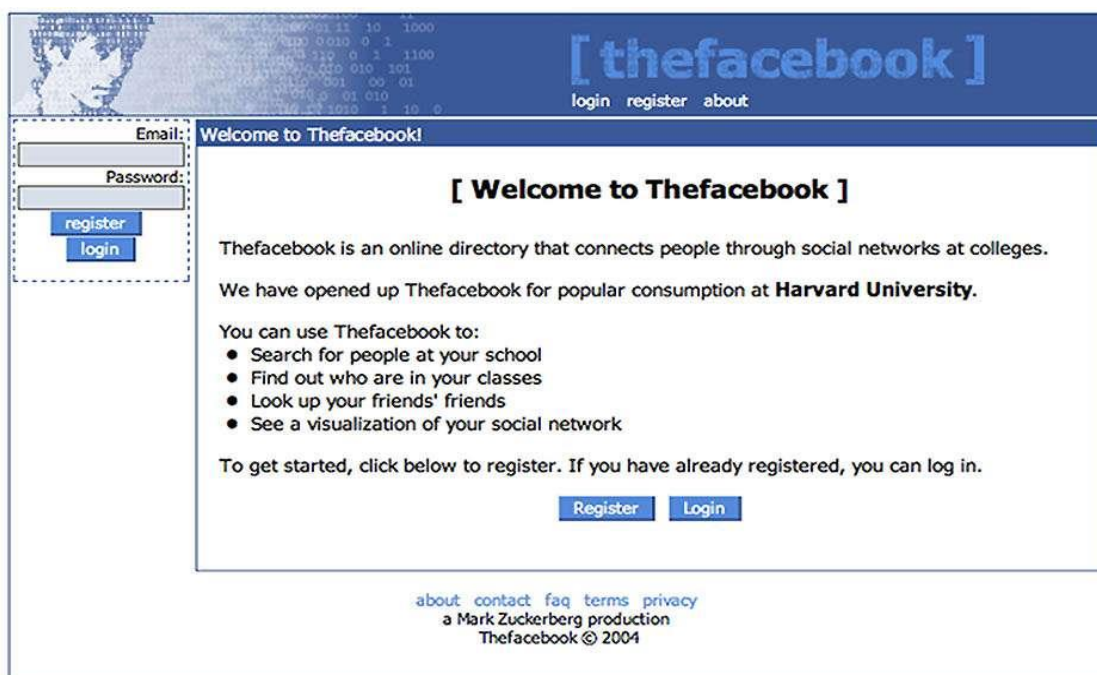 [ thefacebook ]
login register about
Email:
Password:
register
login
Welcome to Thefacebook!
[ Welcome to Thefacebook ]
Thefacebook is an online directory that connects people through social networks at colleges.
We have opened up Thefacebook for popular consumption at Harvard University.
You can use Thefacebook to:
• Search for people at your school
• Find out who are in your classes
• Look up your friends' friends
• See a visualization of your social network
To get started, click below to register. If you have already registered, you can log in.
Register Login
about contact faq terms privacy
a Mark Zuckerberg production
Thefacebook © 2004